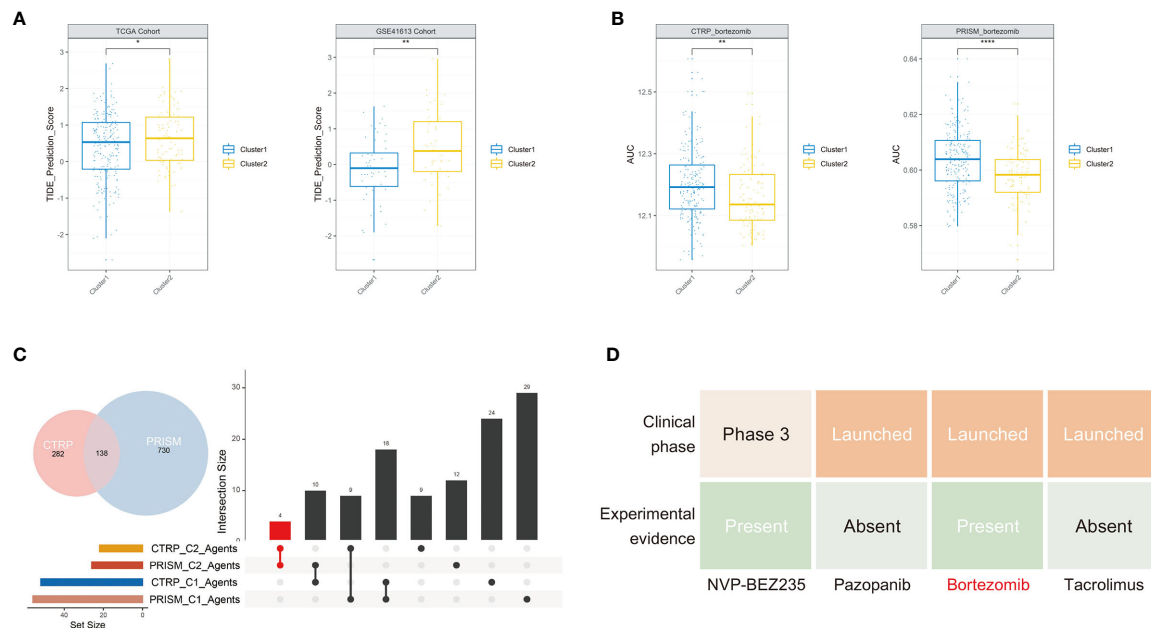 A
TCGA Cohort
*
TIDE_Prediction_Score
3
2
1
0
-1
-2
Cluster1
Cluster2
Cluster1
Cluster2
GSE41613 Cohort
**
TIDE_Prediction_Score
3
2
1
0
-1
-2
Cluster1
Cluster2
Cluster1
Cluster2
B
CTRP_bortezomib
**
AUC
12.5
12.3
12.1
Cluster1
Cluster2
Cluster1
Cluster2
PRISM_bortezomib
****
AUC
0.64
0.62
0.60
0.58
Cluster1
Cluster2
Cluster1
Cluster2
C
CTRP
282
138
PRISM
730
Intersection Size
30
20
10
0
4
10
9
18
9
12
24
29
CTRP_C2_Agents
PRISM_C2_Agents
CTRP_C1_Agents
PRISM_C1_Agents
40
20
0
Set Size
D
Clinical
phase
Phase 3
Launched
Launched
Launched
Experimental
evidence
Present
Absent
Present
Absent
NVP-BEZ235
Pazopanib
Bortezomib
Tacrolimus